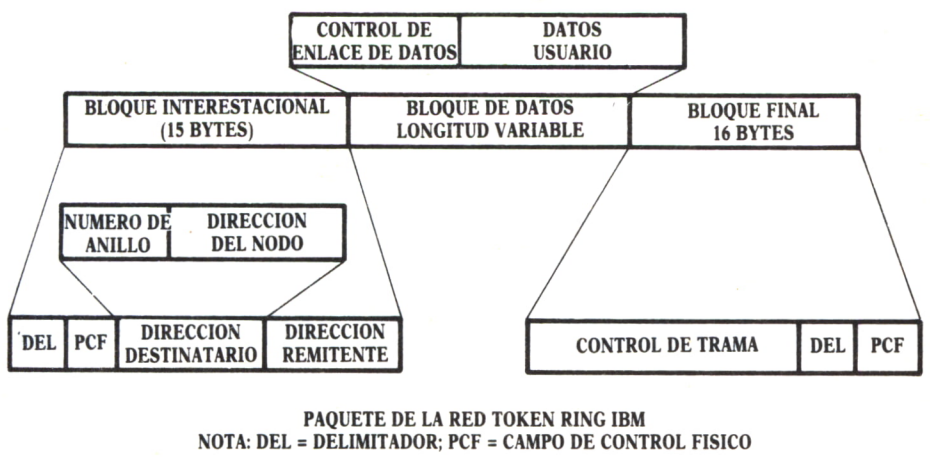 CONTROL DE
ENLACE DE DATOS
DATOS
USUARIO
BLOQUE INTERESTACIONAL
(15 BYTES)
BLOQUE DE DATOS
LONGITUD VARIABLE
BLOQUE FINAL
16 BYTES
NUMERO DE
ANILLO
DIRECCION
DEL NODO
DEL
PCF
DIRECCION
DESTINATARIO
DIRECCION
REMITENTE
CONTROL DE TRAMA
DEL
PCF
PAQUETE DE LA RED TOKEN RING IBM
NOTA: DEL = DELIMITADOR; PCF = CAMPO DE CONTROL FISICO